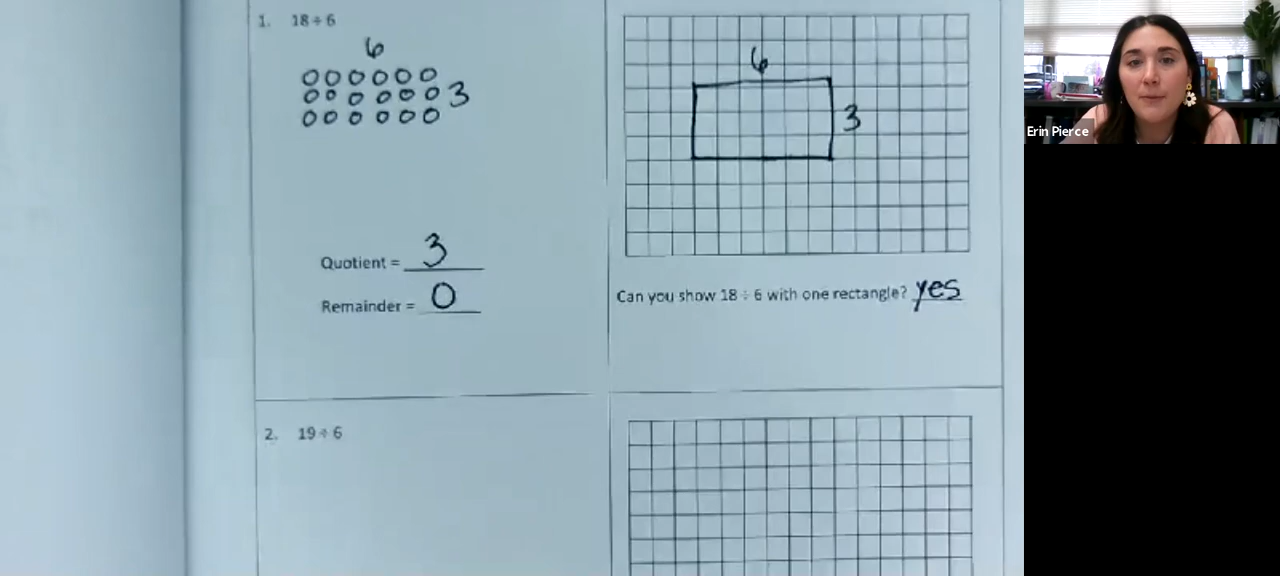 1. 18 ÷ 6
6
3
Quotient = 3
Remainder = 0
6
3
Can you show 18 ÷ 6 with one rectangle? yes
2. 19 ÷ 6
Erin Pierce